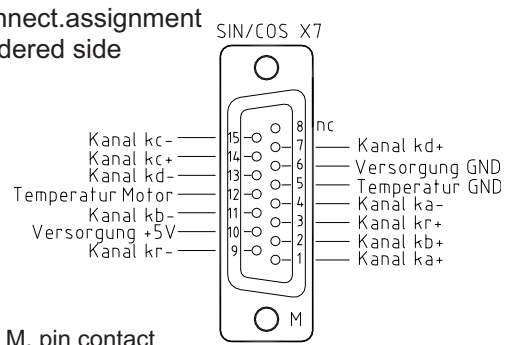 nnect.assignment
dered side
SIN/COS X7
8 nc
15 Kanal kc-
7 Kanal kd+
14 Kanal kc+
6 Versorgung GND
13 Kanal kd-
5 Temperatur GND
12 Temperatur Motor
4 Kanal ka-
11 Kanal kb-
3 Kanal kr+
10 Versorgung +5V
2 Kanal kb+
9 Kanal kr-
1 Kanal ka+
M
M. pin contact